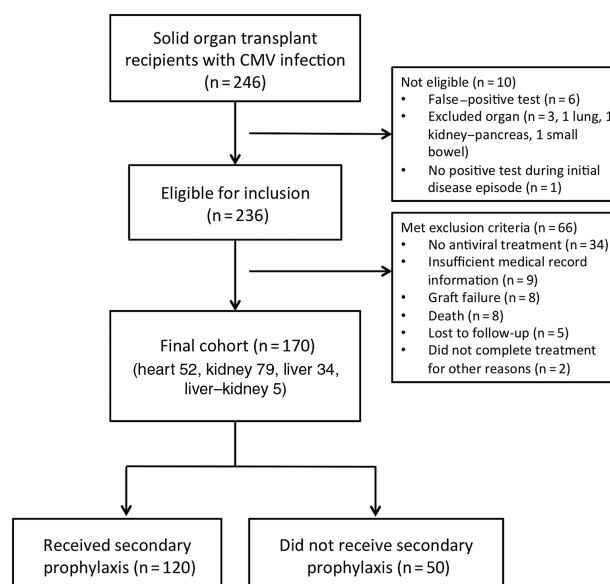 Solid organ transplant
recipients with CMV infection
(n = 246)
Not eligible (n = 10)
• False–positive test (n = 6)
• Excluded organ (n = 3, 1 lung, 1
kidney–pancreas, 1 small
bowel)
• No positive test during initial
disease episode (n = 1)
Eligible for inclusion
(n = 236)
Met exclusion criteria (n = 66)
• No antiviral treatment (n = 34)
• Insufficient medical record
information (n = 9)
• Graft failure (n = 8)
• Death (n = 8)
• Lost to follow-up (n = 5)
• Did not complete treatment
for other reasons (n = 2)
Final cohort (n = 170)
(heart 52, kidney 79, liver 34,
liver–kidney 5)
Received secondary
prophylaxis (n = 120)
Did not receive secondary
prophylaxis (n = 50)